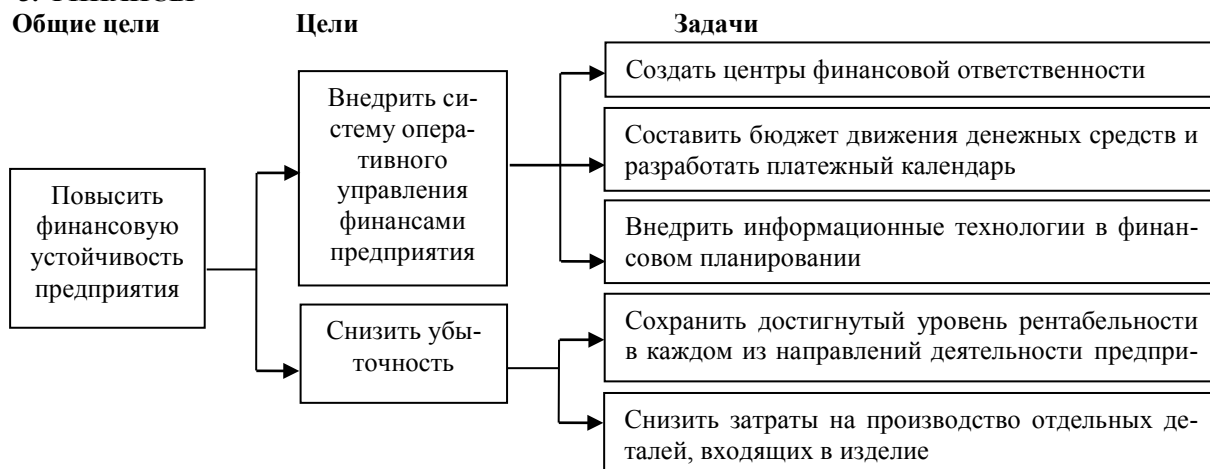 Общие цели
Цели
Задачи
Повысить
финансовую
устойчивость
предприятия
Внедрить си-
стему опера-
тивного
управления
финансами
предприятия
Снизить убы-
точность
Создать центры финансовой ответственности
Составить бюджет движения денежных средств и
разработать платежный календарь
Внедрить информационные технологии в финан-
совом планировании
Сохранить достигнутый уровень рентабельности
в каждом из направлений деятельности предпри-
Снизить затраты на производство отдельных де-
талей, входящих в изделие